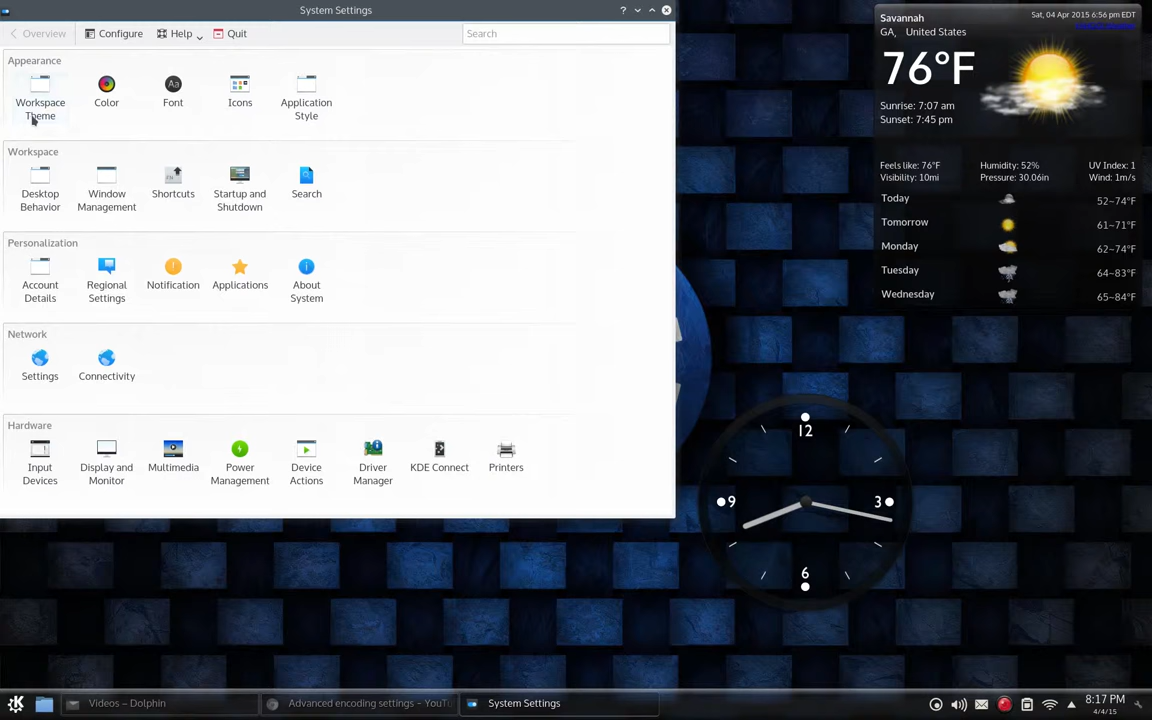 System Settings
?
Overview
Configure
Help
Quit
Search
Appearance
Workspace
Theme
Color
Aa
Font
Icons
Application
Style
Workspace
Desktop
Behavior
Window
Management
Shortcuts
Startup and
Shutdown
Search
Personalization
Account
Details
Regional
Settings
Notification
Applications
About
System
Network
Settings
Connectivity
Hardware
Input
Devices
Display and
Monitor
Multimedia
Power
Management
Device
Actions
Driver
Manager
KDE Connect
Printers
Savannah
Sat, 04 Apr 2015 6:56 pm EDT
GA, United States
76°F
Sunrise: 7:07 am
Sunset: 7:45 pm
Feels like: 76°F
Humidity: 52%
UV Index: 1
Visibility: 10mi
Pressure: 30.06in
Wind: 1m/s
Today
52~74°F
Tomorrow
61~71°F
Monday
62~74°F
Tuesday
64~83°F
Wednesday
65~84°F
12
9
3
6
Videos – Dolphin
Advanced encoding settings – YouT
System Settings
8:17 PM
4/4/15